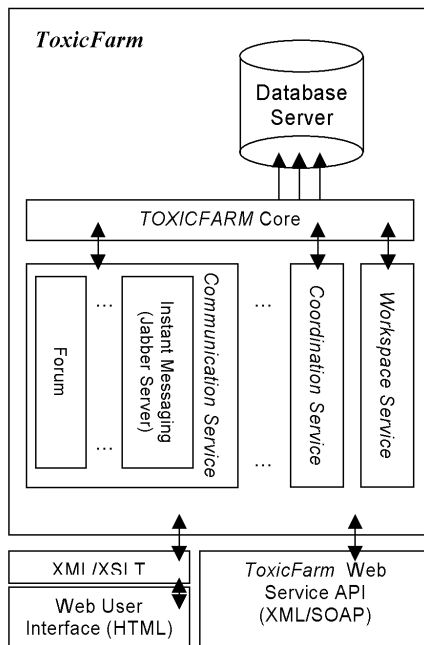 ToxicFarm
Database
Server
TOXICFARM Core
Forum
...
...
Instant Messaging
(Jabber Server)
Communication Service
...
...
Coordination Service
Workspace Service
XML/XSLT
Web User
Interface (HTML)
ToxicFarm Web
Service API
(XML/SOAP)